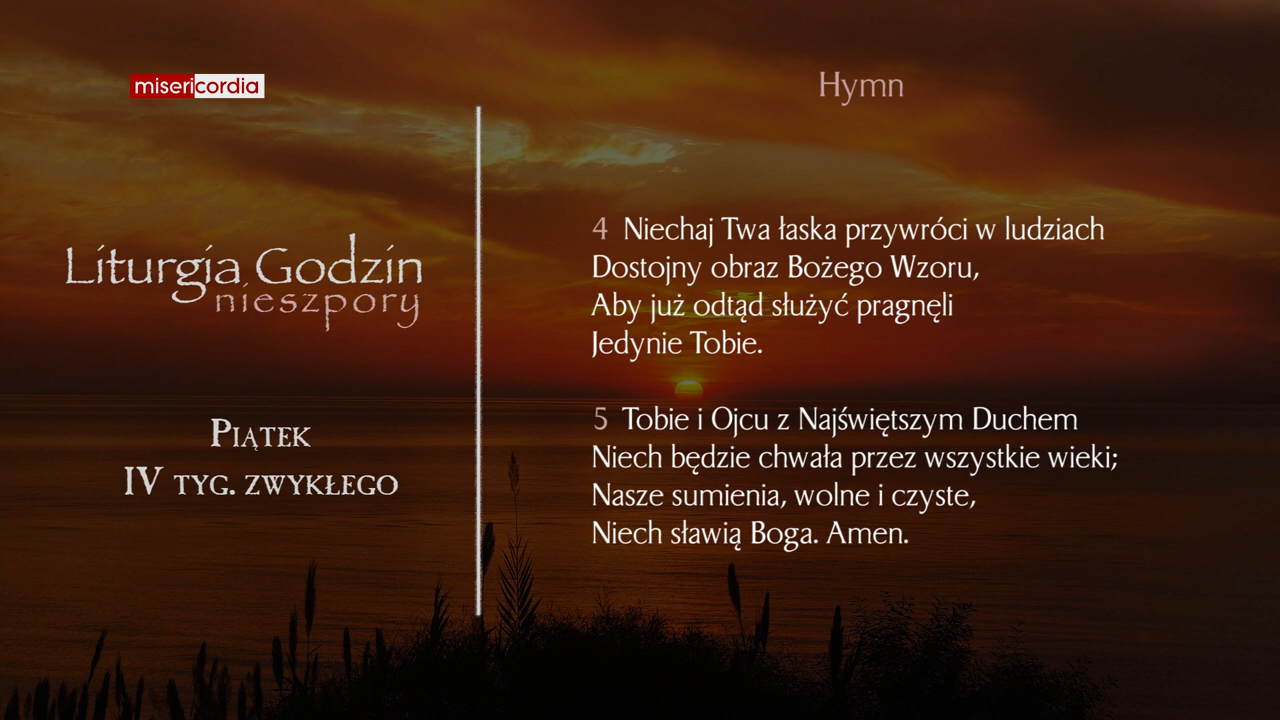 misericordia
Liturgia Godzin
nieszpory
Piątek
IV tyg. zwykłego
Hymn
4 Niechaj Twa łaska przywróci w ludziach
Dostojny obraz Bożego Wzoru,
Aby już odtąd służyć pragnęli
Jedynie Tobie.
5 Tobie i Ojcu z Najświętszym Duchem
Niech będzie chwała przez wszystkie wieki;
Nasze sumienia, wolne i czyste,
Niech sławią Boga. Amen.